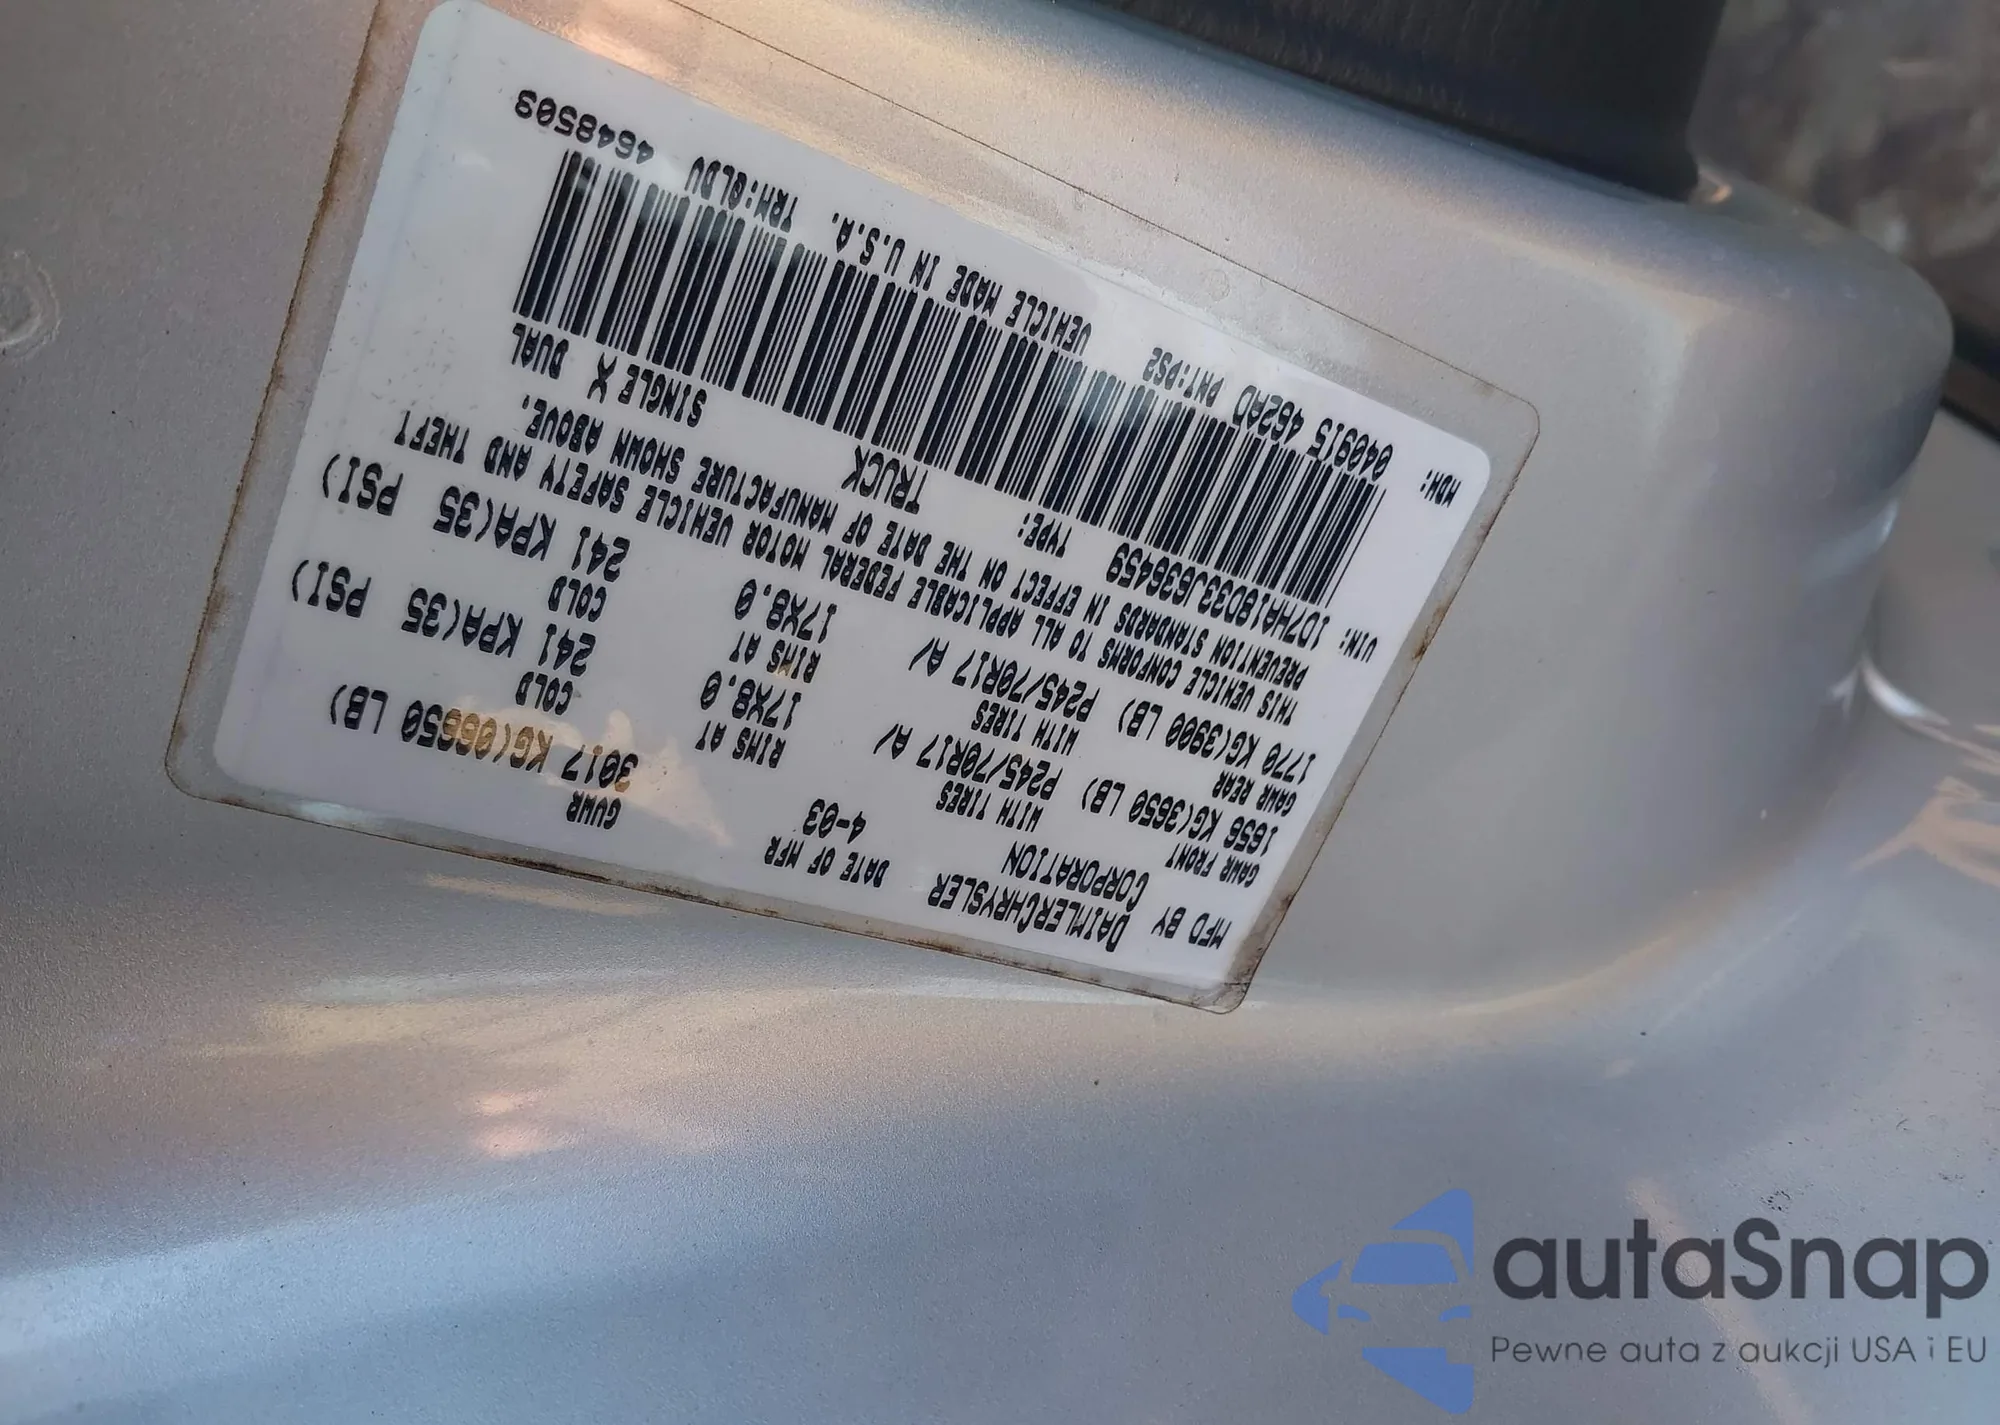 MFD BY DAIMLERCHRYSLER CORPORATION
DATE OF MFR 4-03
GVWR 3017 KG(06650 LB)
GAWR FRONT WITH TIRES RIMS AT COLD
1656 KG(3650 LB) P245/70R17 A/ 17X8.0 241 KPA(35 PSI)
GAWR REAR WITH TIRES RIMS AT COLD
1770 KG(3900 LB) P245/70R17 A/ 17X8.0 241 KPA(35 PSI)
THIS VEHICLE CONFORMS TO ALL APPLICABLE FEDERAL MOTOR VEHICLE SAFETY AND THEFT
PREVENTION STANDARDS IN EFFECT ON THE DATE OF MANUFACTURE SHOWN ABOVE.
VIN: 1D7HA18D33J636459 TYPE: TRUCK SINGLE X DUAL
MDH: 040915 462AD PNT:PS2 VEHICLE MADE IN U.S.A. TRM:QLDV 4648503
autaSnap
Pewne auta z aukcji USA i EU